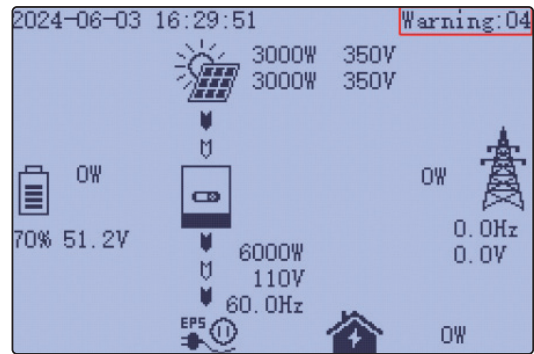 2024-06-03 16:29:51 Warning:04
3000W 350V
3000W 350V
0W 0W
70% 51.2V
0.0Hz
0.0V
6000W
110V
60.0Hz
EPS
0W